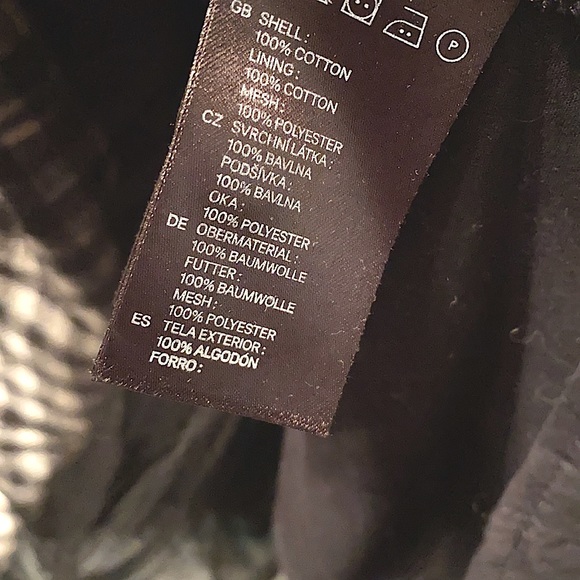 P
GB SHELL:
100% COTTON
LINING:
100% COTTON
MESH:
100% POLYESTER
CZ SVRCHNÍ LÁTKA:
100% BAVLNA
PODŠÍVKA:
100% BAVLNA
OKA:
100% POLYESTER
DE OBERMATERIAL:
100% BAUMWOLLE
FUTTER:
100% BAUMWOLLE
MESH:
100% POLYESTER
ES TELA EXTERIOR:
100% ALGODÓN
FORRO: